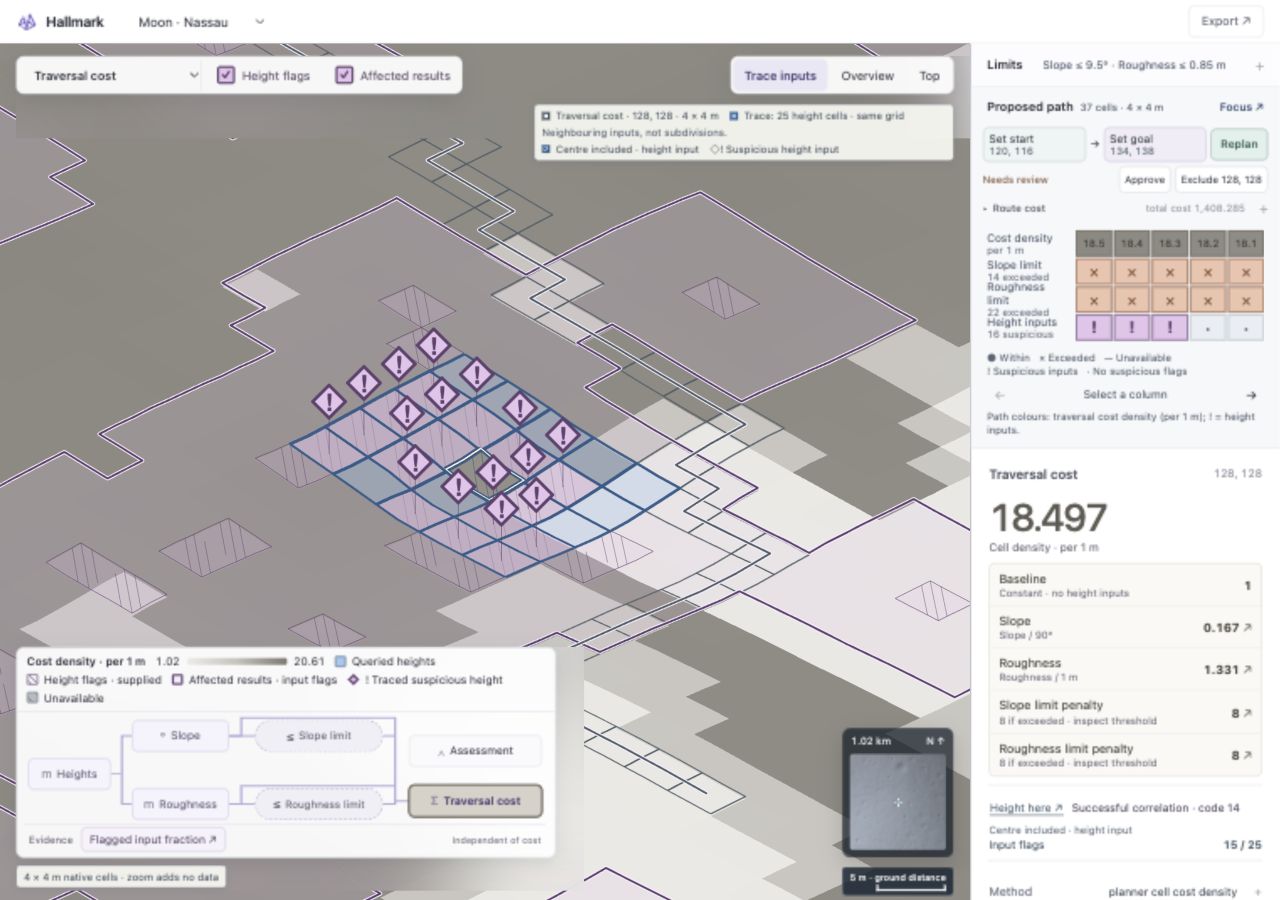 Hallmark
Moon · Nassau
Export ↗
Traversal cost
Height flags
Affected results
Trace inputs
Overview
Top
Traversal cost · 128, 128 · 4 × 4 m
Trace: 25 height cells · same grid
Neighbouring inputs, not subdivisions.
Centre included · height input
! Suspicious height input
Limits
Slope ≤ 9.5° · Roughness ≤ 0.85 m
+
Proposed path
37 cells · 4 × 4 m
Focus ↗
Set start
120, 116
→
Set goal
134, 138
Replan
Needs review
Approve
Exclude 128, 128
Route cost
total cost 1,408.285
+
Cost density
per 1 m
18.5
18.4
18.3
18.2
18.1
Slope limit
14 exceeded
×
×
×
×
×
Roughness
limit
22 exceeded
×
×
×
×
×
Height inputs
16 suspicious
!
!
!
·
·
Within
× Exceeded
— Unavailable
! Suspicious inputs
· No suspicious flags
←
Select a column
→
Path colours: traversal cost density (per 1 m); ! = height
inputs.
Traversal cost
128, 128
18.497
Cell density · per 1 m
Baseline
Constant · no height inputs
1
Slope
Slope / 90°
0.167 ↗
Roughness
Roughness / 1 m
1.331 ↗
Slope limit penalty
8 if exceeded · inspect threshold
8 ↗
Roughness limit penalty
8 if exceeded · inspect threshold
8 ↗
Height here ↗
Successful correlation · code 14
Centre included · height input
Input flags
15 / 25
Method
planner cell cost density
+
Cost density · per 1 m
1.02
20.61
Queried heights
Height flags · supplied
Affected results · input flags
! Traced suspicious height
Unavailable
m Heights
° Slope
≤ Slope limit
Assessment
m Roughness
≤ Roughness limit
Σ Traversal cost
Evidence
Flagged input fraction ↗
Independent of cost
4 × 4 m native cells · zoom adds no data
1.02 km
N ↑
5 m · ground distance